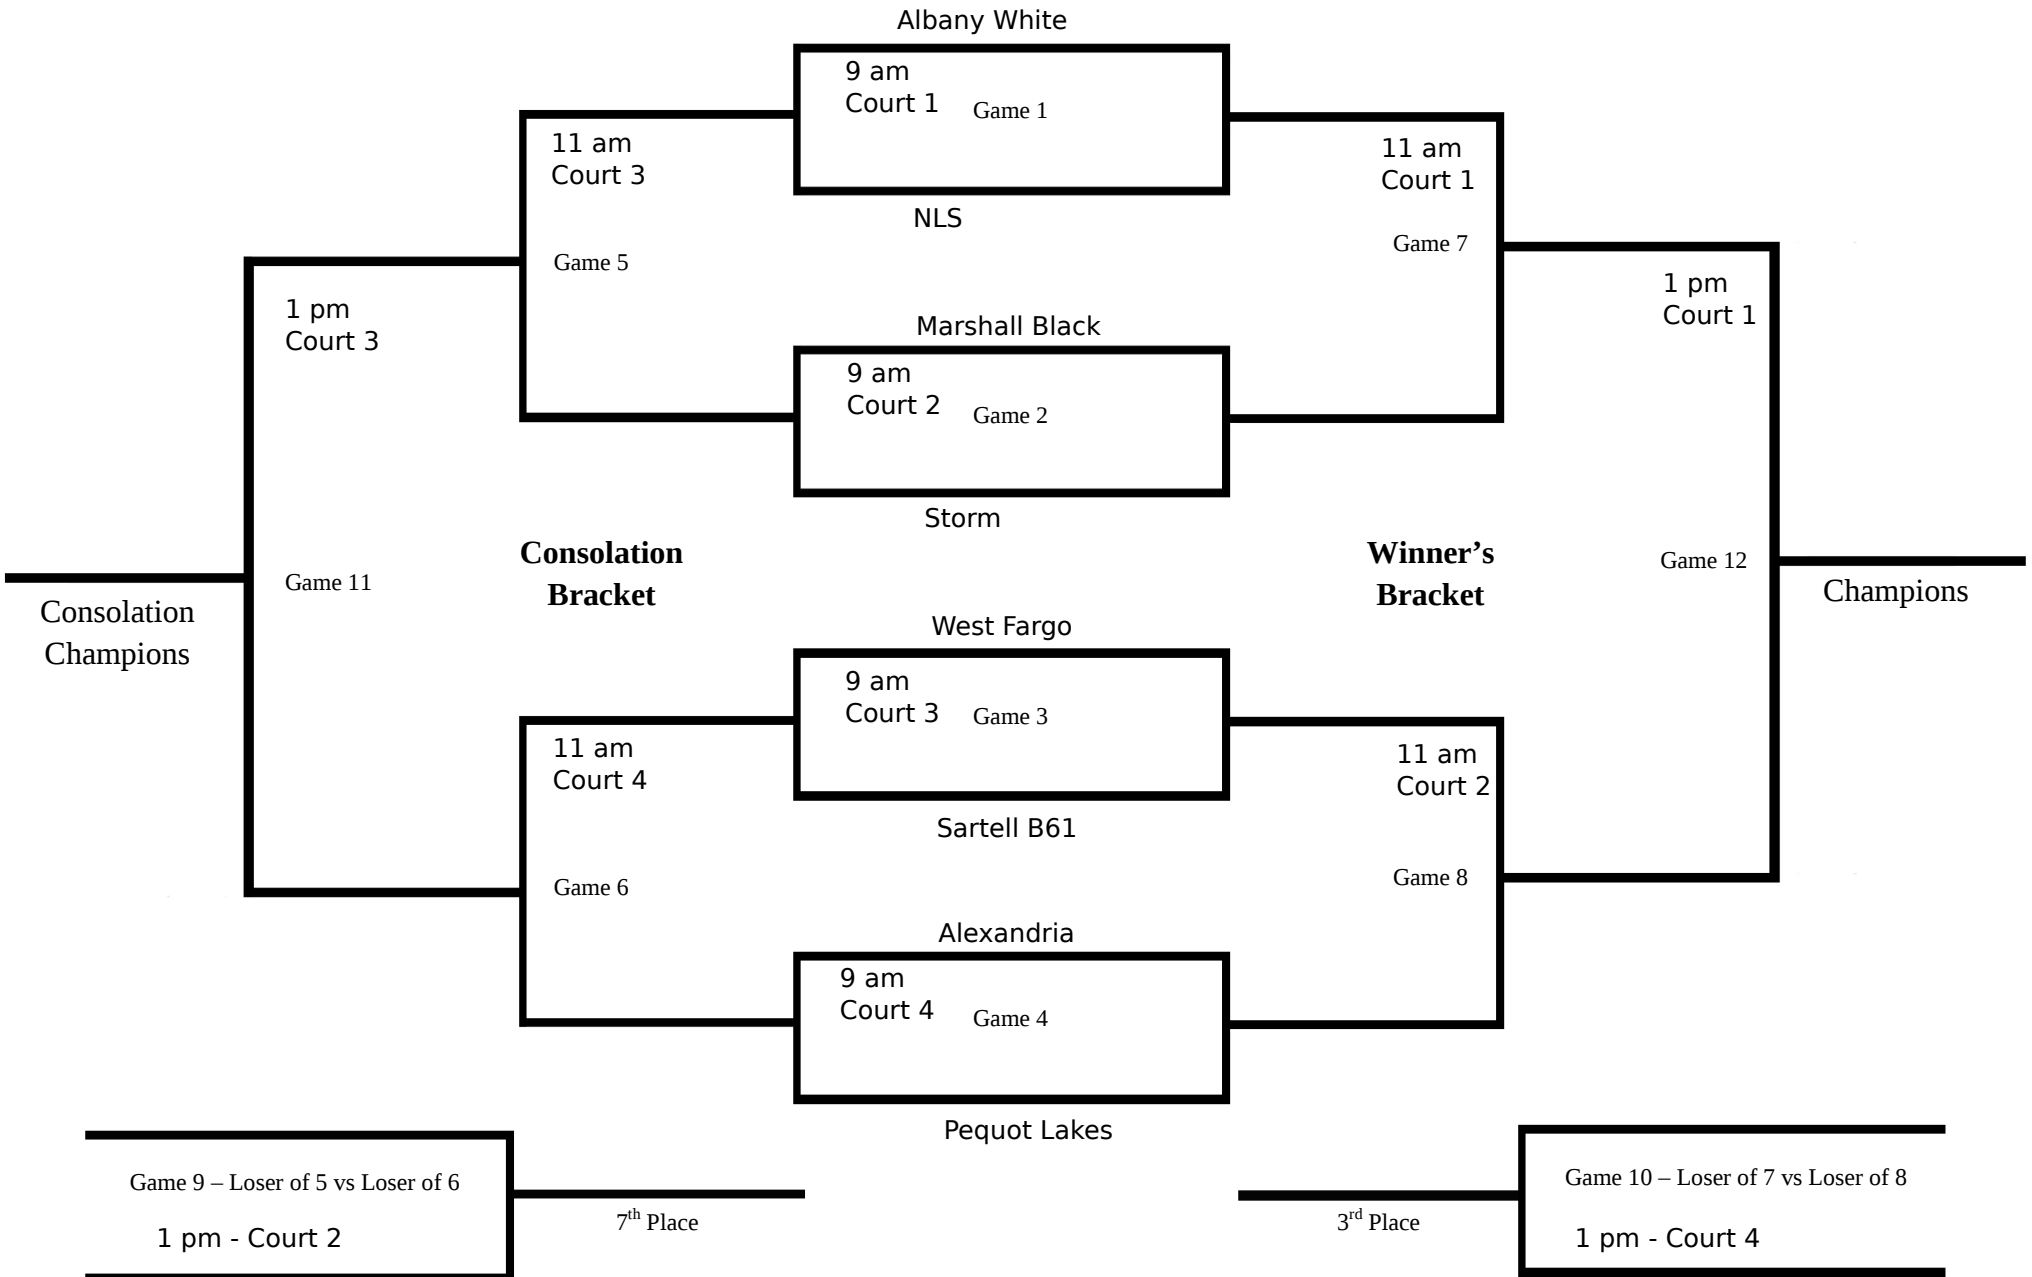 Albany White
9 am
Court 1
Game 1
NLS
11 am
Court 3
Game 5
11 am
Court 1
Game 7
1 pm
Court 3
Marshall Black
9 am
Court 2
Game 2
Storm
1 pm
Court 1
Consolation
Bracket
Winner’s
Bracket
Game 11
Consolation
Champions
Game 12
Champions
West Fargo
9 am
Court 3
Game 3
Sartell B61
11 am
Court 4
Game 6
11 am
Court 2
Game 8
Alexandria
9 am
Court 4
Game 4
Pequot Lakes
Game 9 – Loser of 5 vs Loser of 6
1 pm - Court 2
7th Place
3rd Place
Game 10 – Loser of 7 vs Loser of 8
1 pm - Court 4